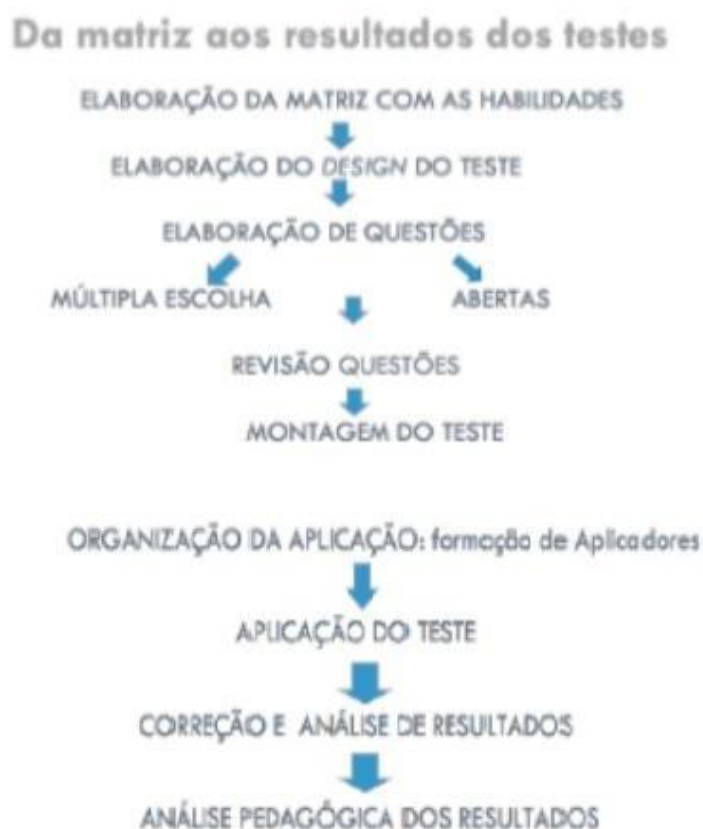 Da matriz aos resultados dos testes
ELABORAÇÃO DA MATRIZ COM AS HABILIDADES
ELABORAÇÃO DO DESIGN DO TESTE
ELABORAÇÃO DE QUESTÕES
MÚLTIPLA ESCOLHA ABERTAS
REVISÃO QUESTÕES
MONTAGEM DO TESTE
ORGANIZAÇÃO DA APLICAÇÃO: formação de Aplicadores
APLICAÇÃO DO TESTE
CORREÇÃO E ANÁLISE DE RESULTADOS
ANÁLISE PEDAGÓGICA DOS RESULTADOS